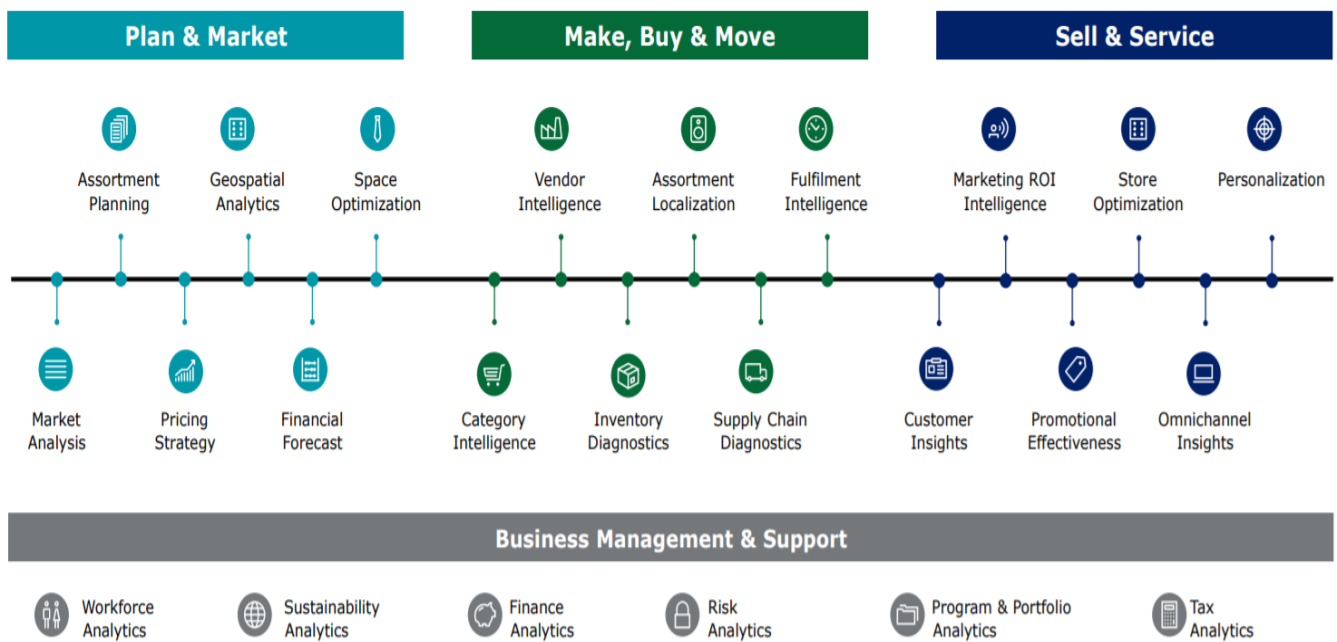 Plan & Market
Make, Buy & Move
Sell & Service
Assortment
Planning
Geospatial
Analytics
Space
Optimization
Vendor
Intelligence
Assortment
Localization
Fulfilment
Intelligence
Marketing ROI
Intelligence
Store
Optimization
Personalization
Market
Analysis
Pricing
Strategy
Financial
Forecast
Category
Intelligence
Inventory
Diagnostics
Supply Chain
Diagnostics
Customer
Insights
Promotional
Effectiveness
Omnichannel
Insights
Business Management & Support
Workforce
Analytics
Sustainability
Analytics
Finance
Analytics
Risk
Analytics
Program & Portfolio
Analytics
Tax
Analytics